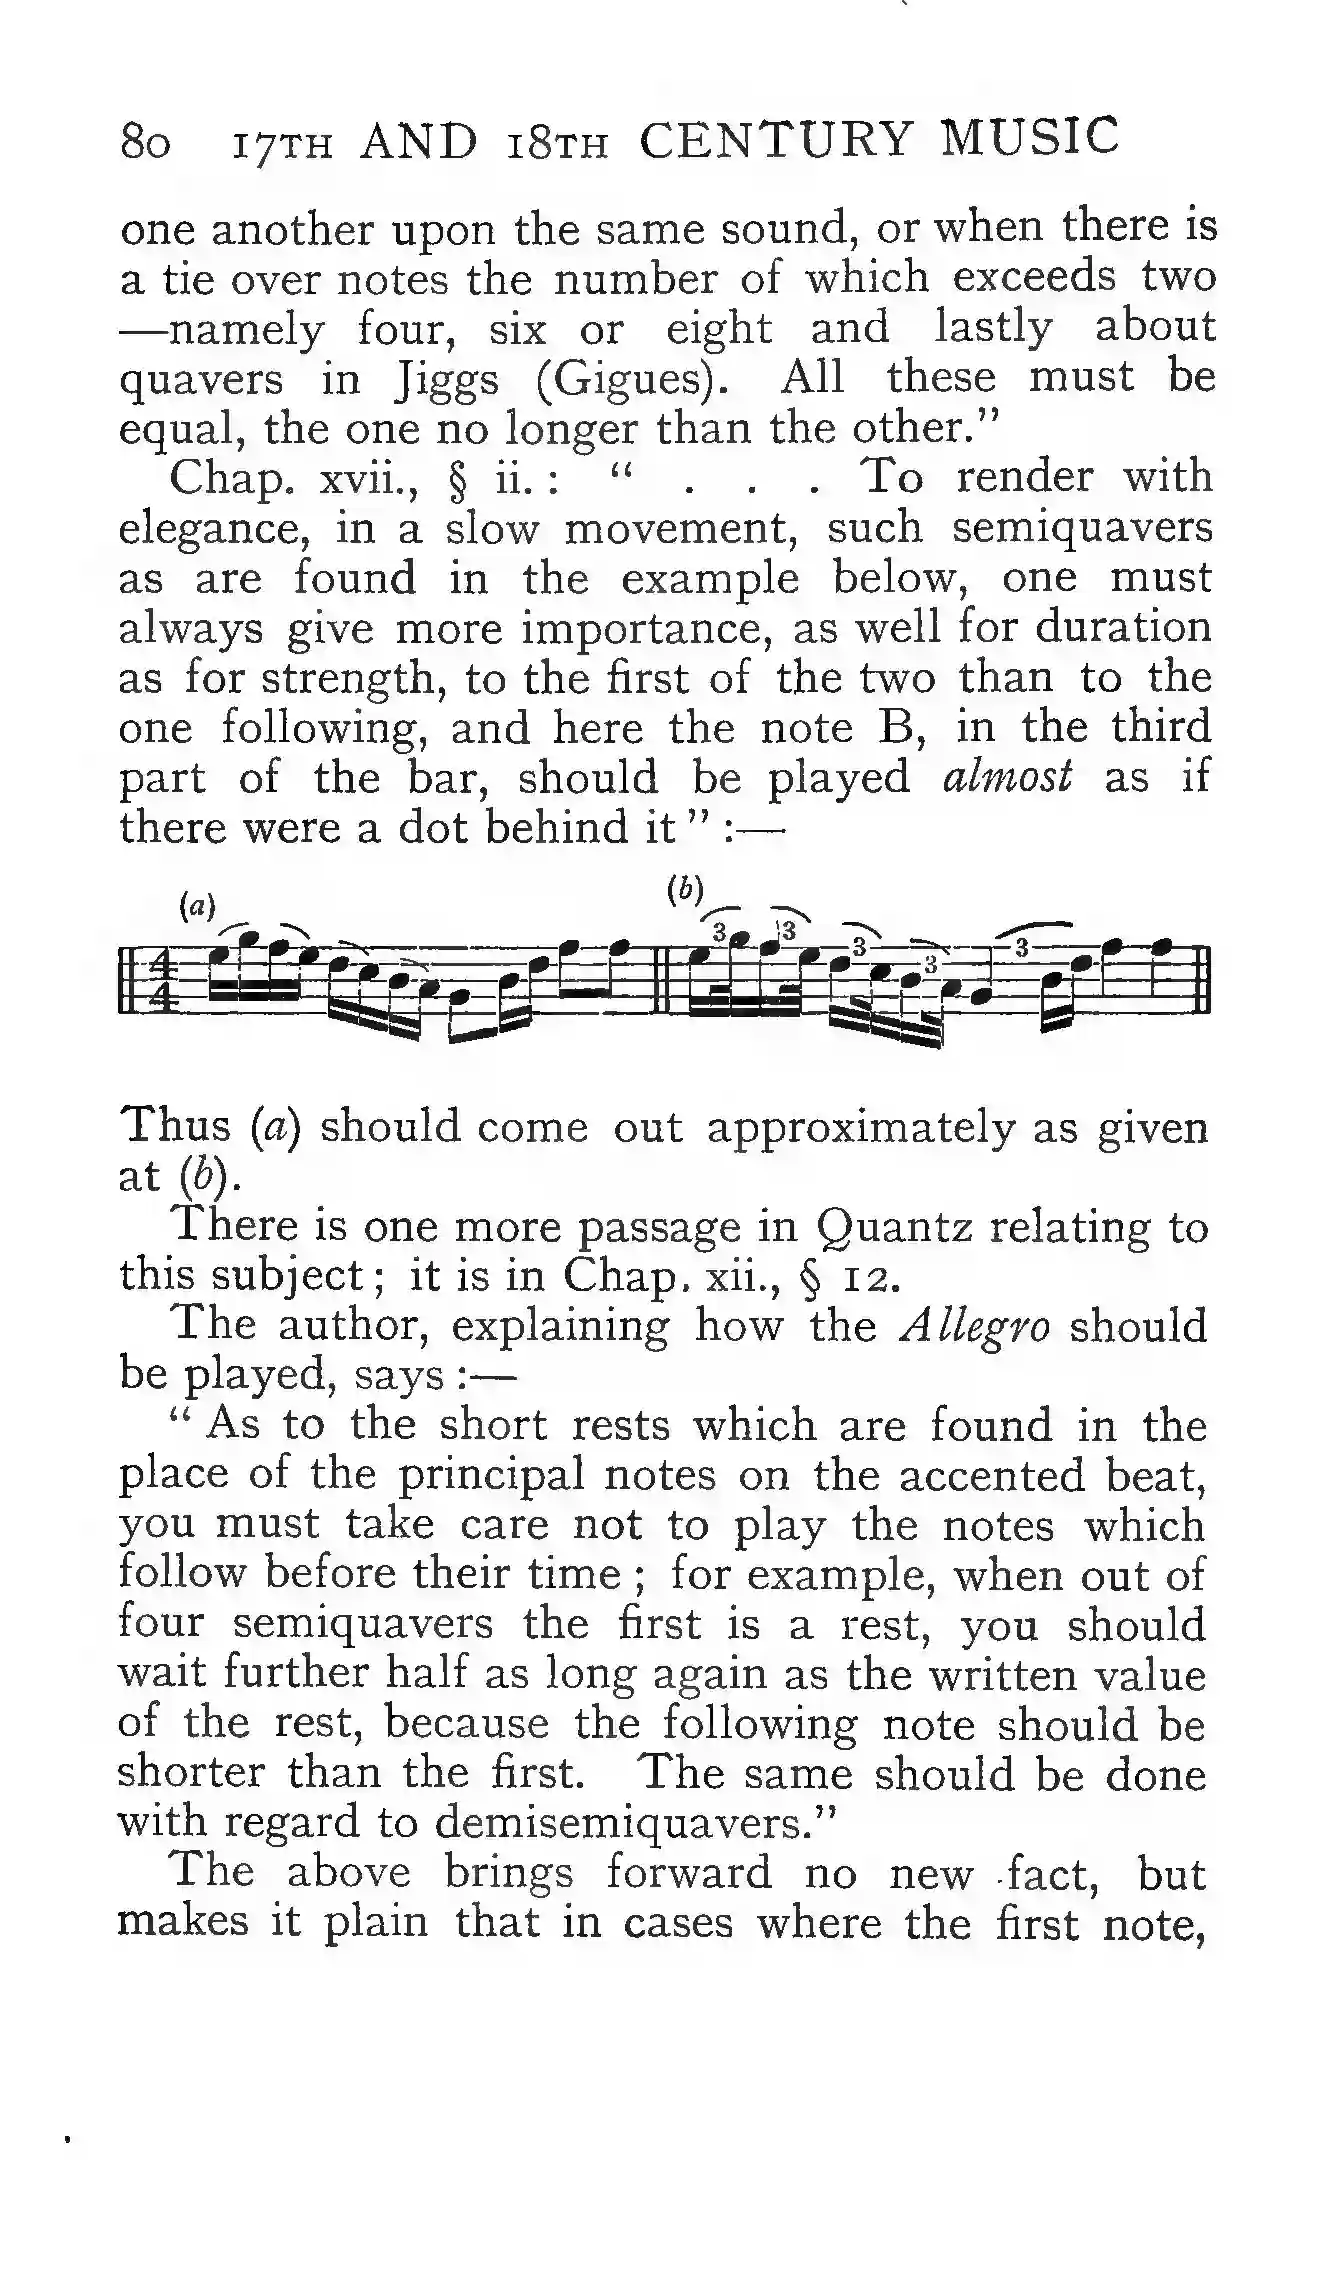 80 17TH AND 18TH CENTURY MUSIC
one another upon the same sound, or when there is
a tie over notes the number of which exceeds two
—namely four, six or eight and lastly about
quavers in Jiggs (Gigues). All these must be
equal, the one no longer than the other.”
Chap. xvii., § ii. : “ . . . To render with
elegance, in a slow movement, such semiquavers
as are found in the example below, one must
always give more importance, as well for duration
as for strength, to the first of the two than to the
one following, and here the note B, in the third
part of the bar, should be played almost as if
there were a dot behind it ” :—
(a) (b)
4 3 3 3 3 3
4
Thus (a) should come out approximately as given
at (b).
There is one more passage in Quantz relating to
this subject ; it is in Chap. xii., § 12.
The author, explaining how the Allegro should
be played, says :—
“ As to the short rests which are found in the
place of the principal notes on the accented beat,
you must take care not to play the notes which
follow before their time ; for example, when out of
four semiquavers the first is a rest, you should
wait further half as long again as the written value
of the rest, because the following note should be
shorter than the first. The same should be done
with regard to demisemiquavers.”
The above brings forward no new fact, but
makes it plain that in cases where the first note,